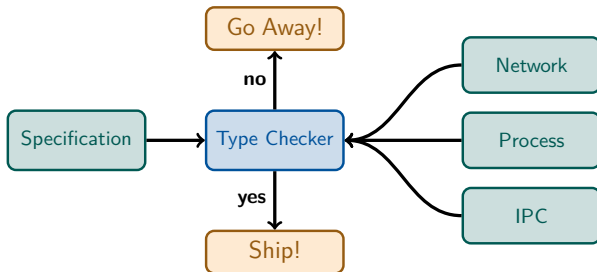 Go Away!
no
Network
Specification
Type Checker
Process
yes
IPC
Ship!